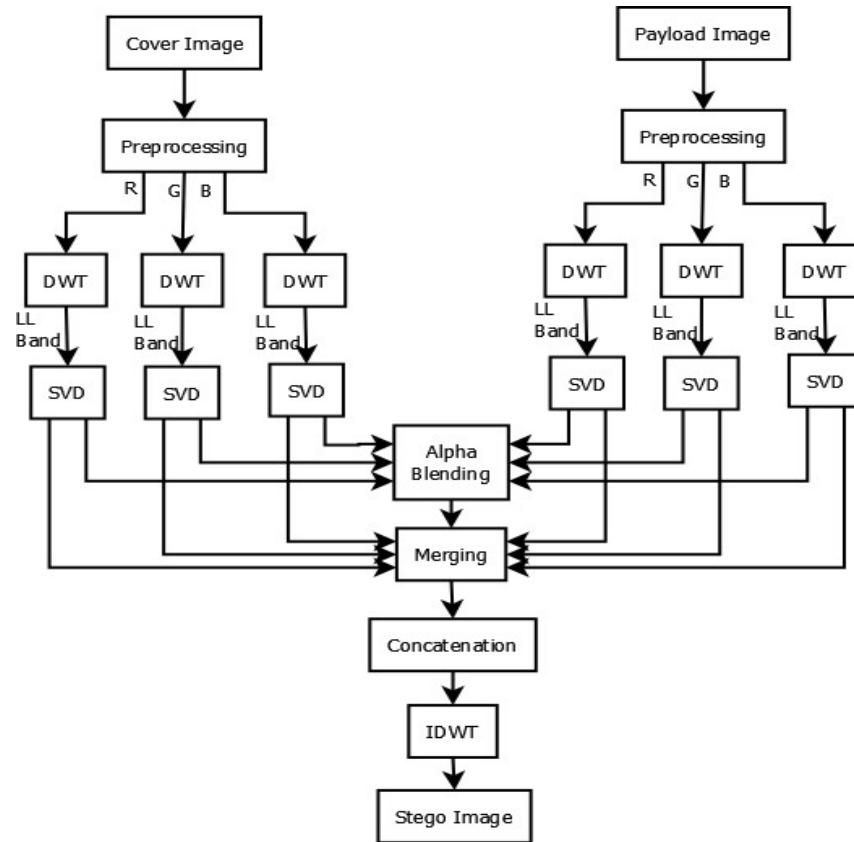 Cover Image
Payload Image
Preprocessing
Preprocessing
R
G
B
R
G
B
DWT
DWT
DWT
DWT
DWT
DWT
LL
Band
LL
Band
LL
Band
LL
Band
LL
Band
LL
Band
SVD
SVD
SVD
SVD
SVD
SVD
Alpha
Blending
Merging
Concatenation
IDWT
Stego Image